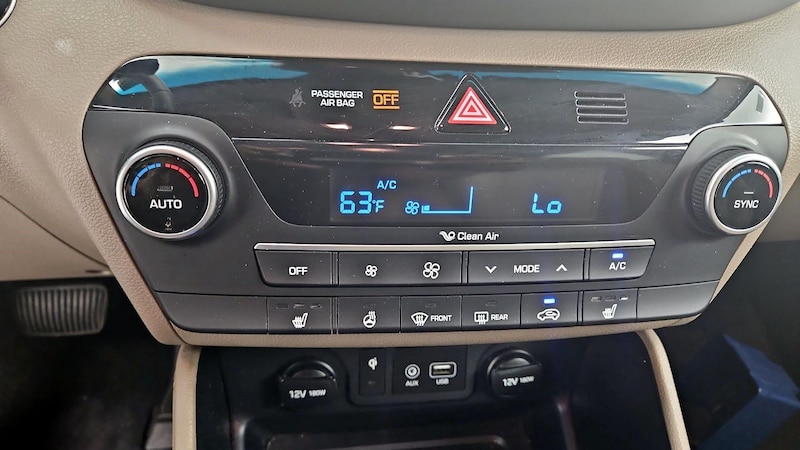 PASSENGER
AIR BAG OFF
A/C
63°F Lo
AUTO
SYNC
Clean Air
OFF MODE A/C
FRONT REAR
AUX USB
12V 180W 12V 180W